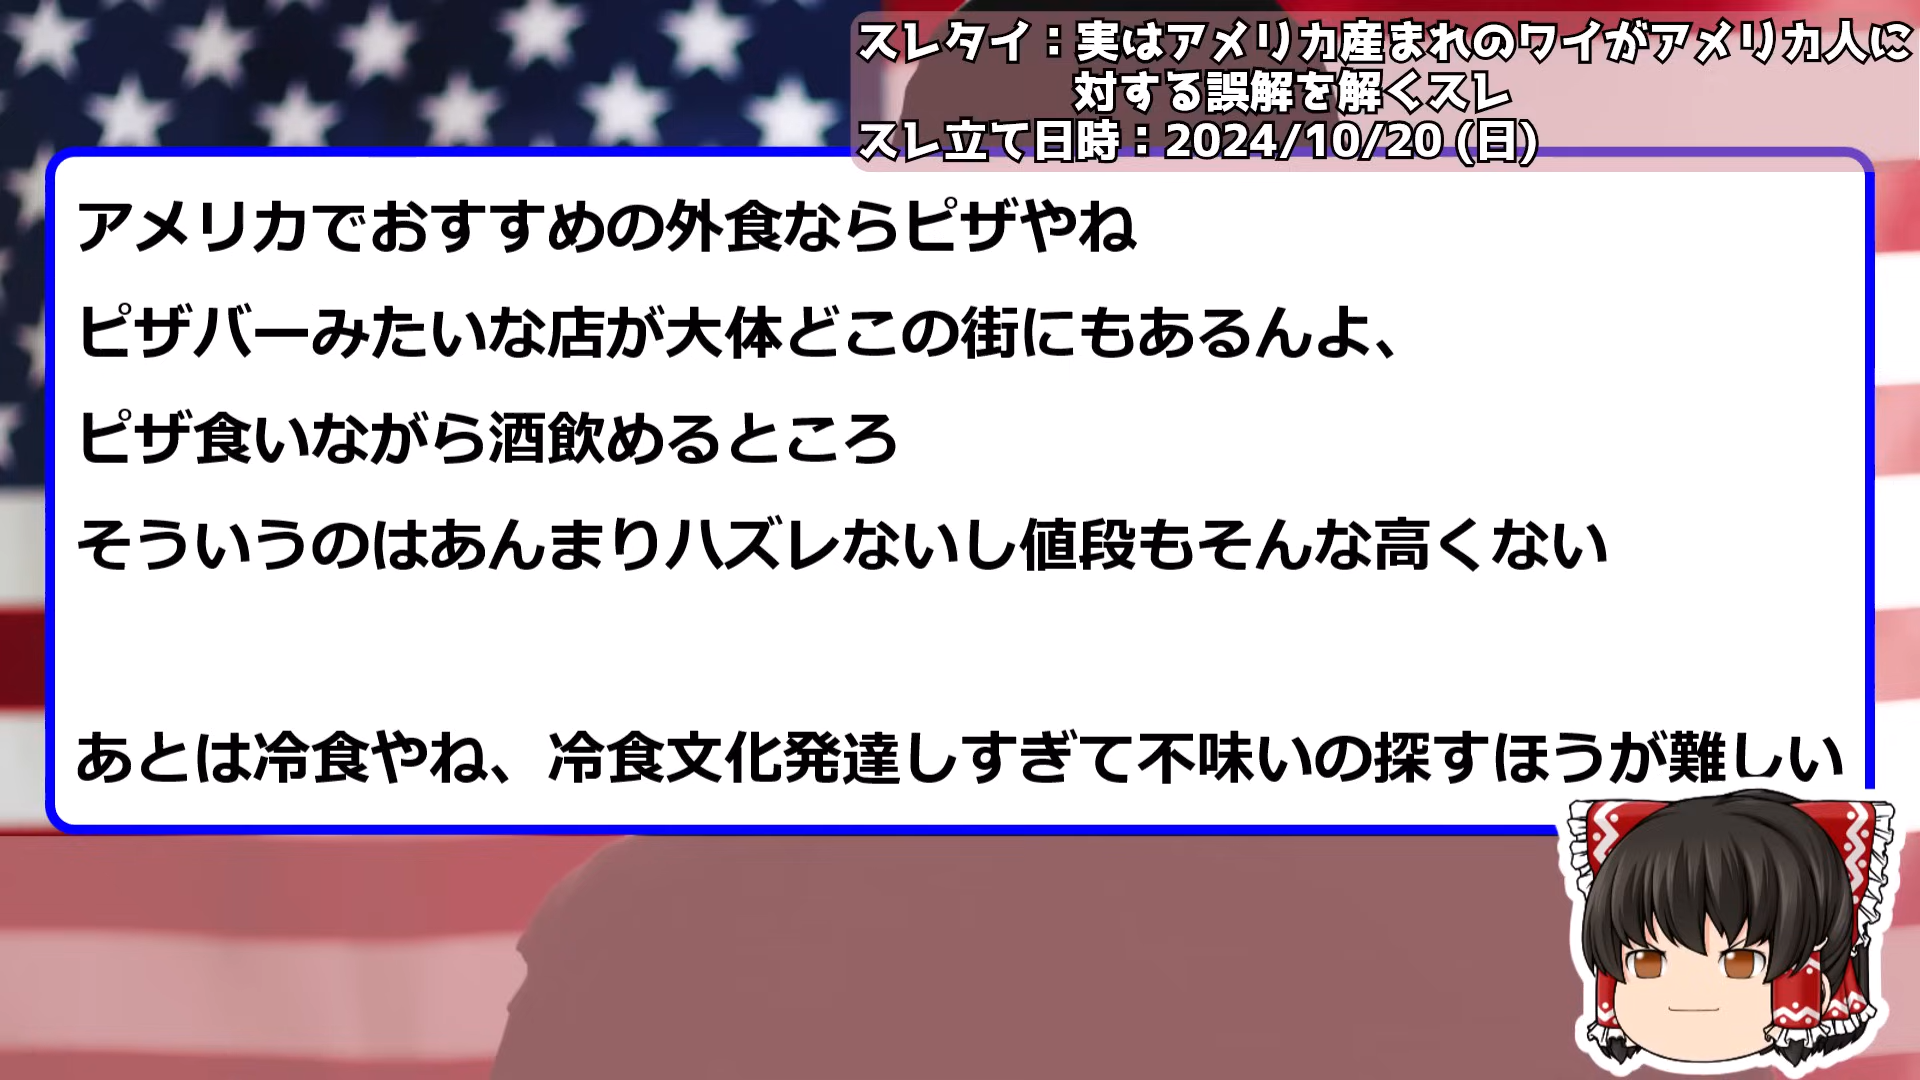 スレタイ：実はアメリカ産まれのワイがアメリカ人に
対する誤解を解くスレ
スレ立て日時：2024/10/20 (日)
アメリカでおすすめの外食ならピザやね
ピザバーみたいな店が大体どこの街にもあるんよ、
ピザ食いながら酒飲めるところ
そういうのはあんまりハズレないし値段もそんな高くない
あとは冷食やね、冷食文化発達しすぎて不味いの探すほうが難しい